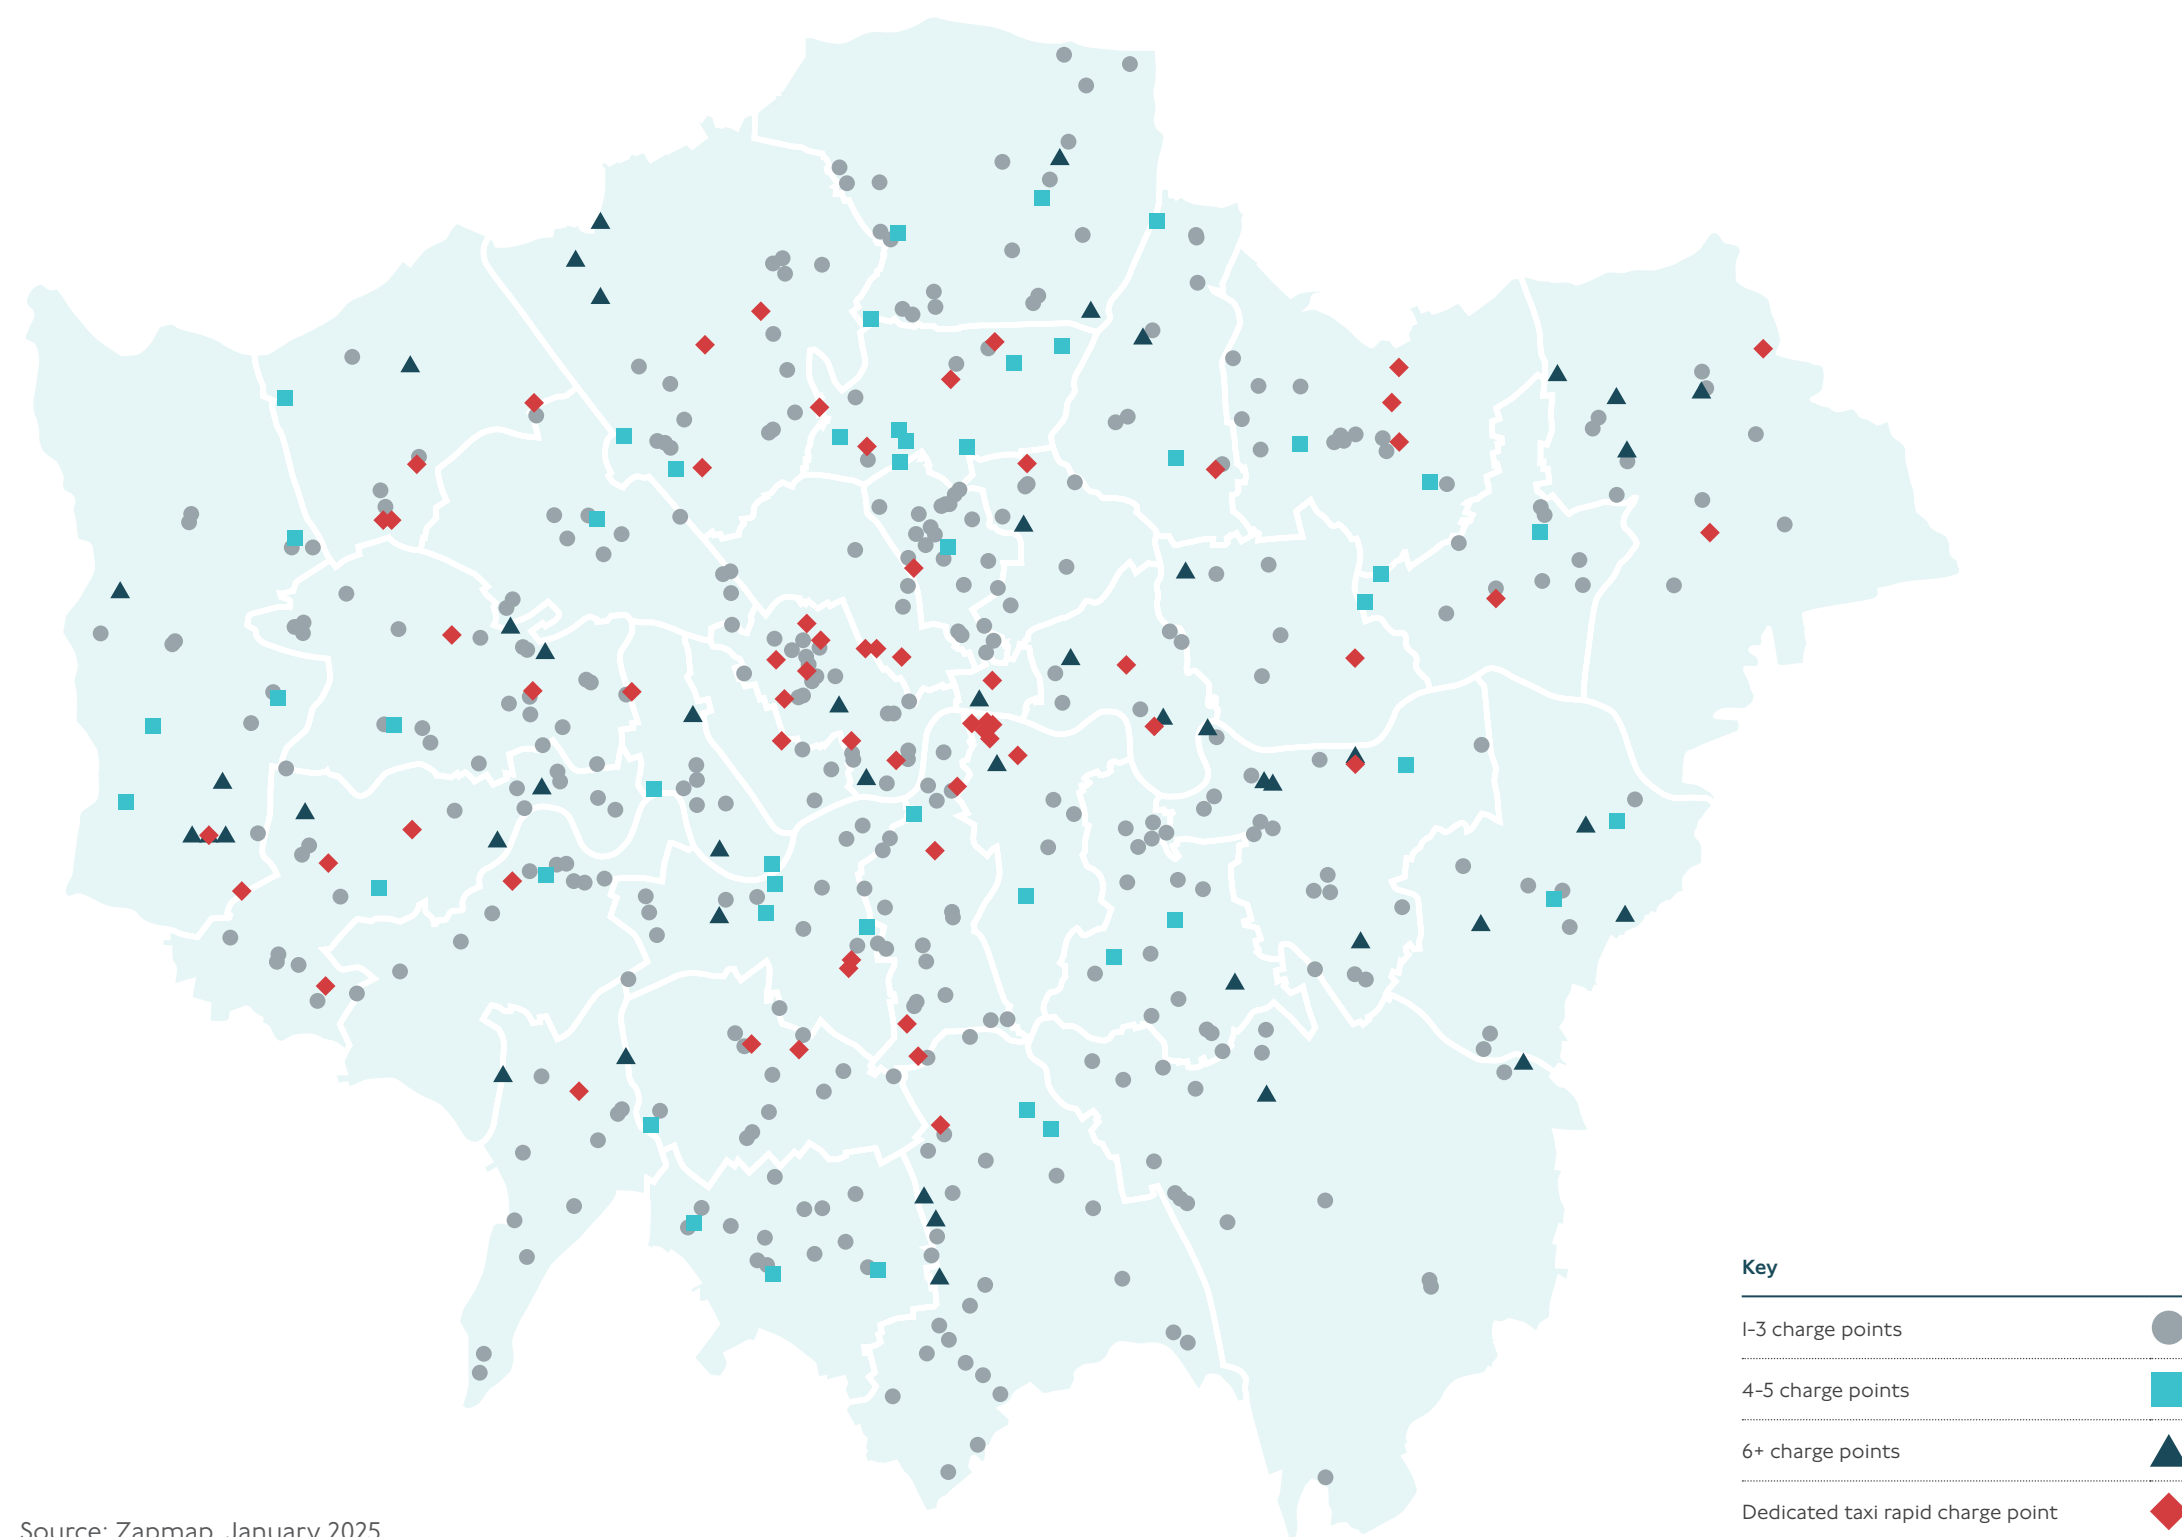 Key
1-3 charge points
4-5 charge points
6+ charge points
Dedicated taxi rapid charge point
Source: Zapmap, January 2025